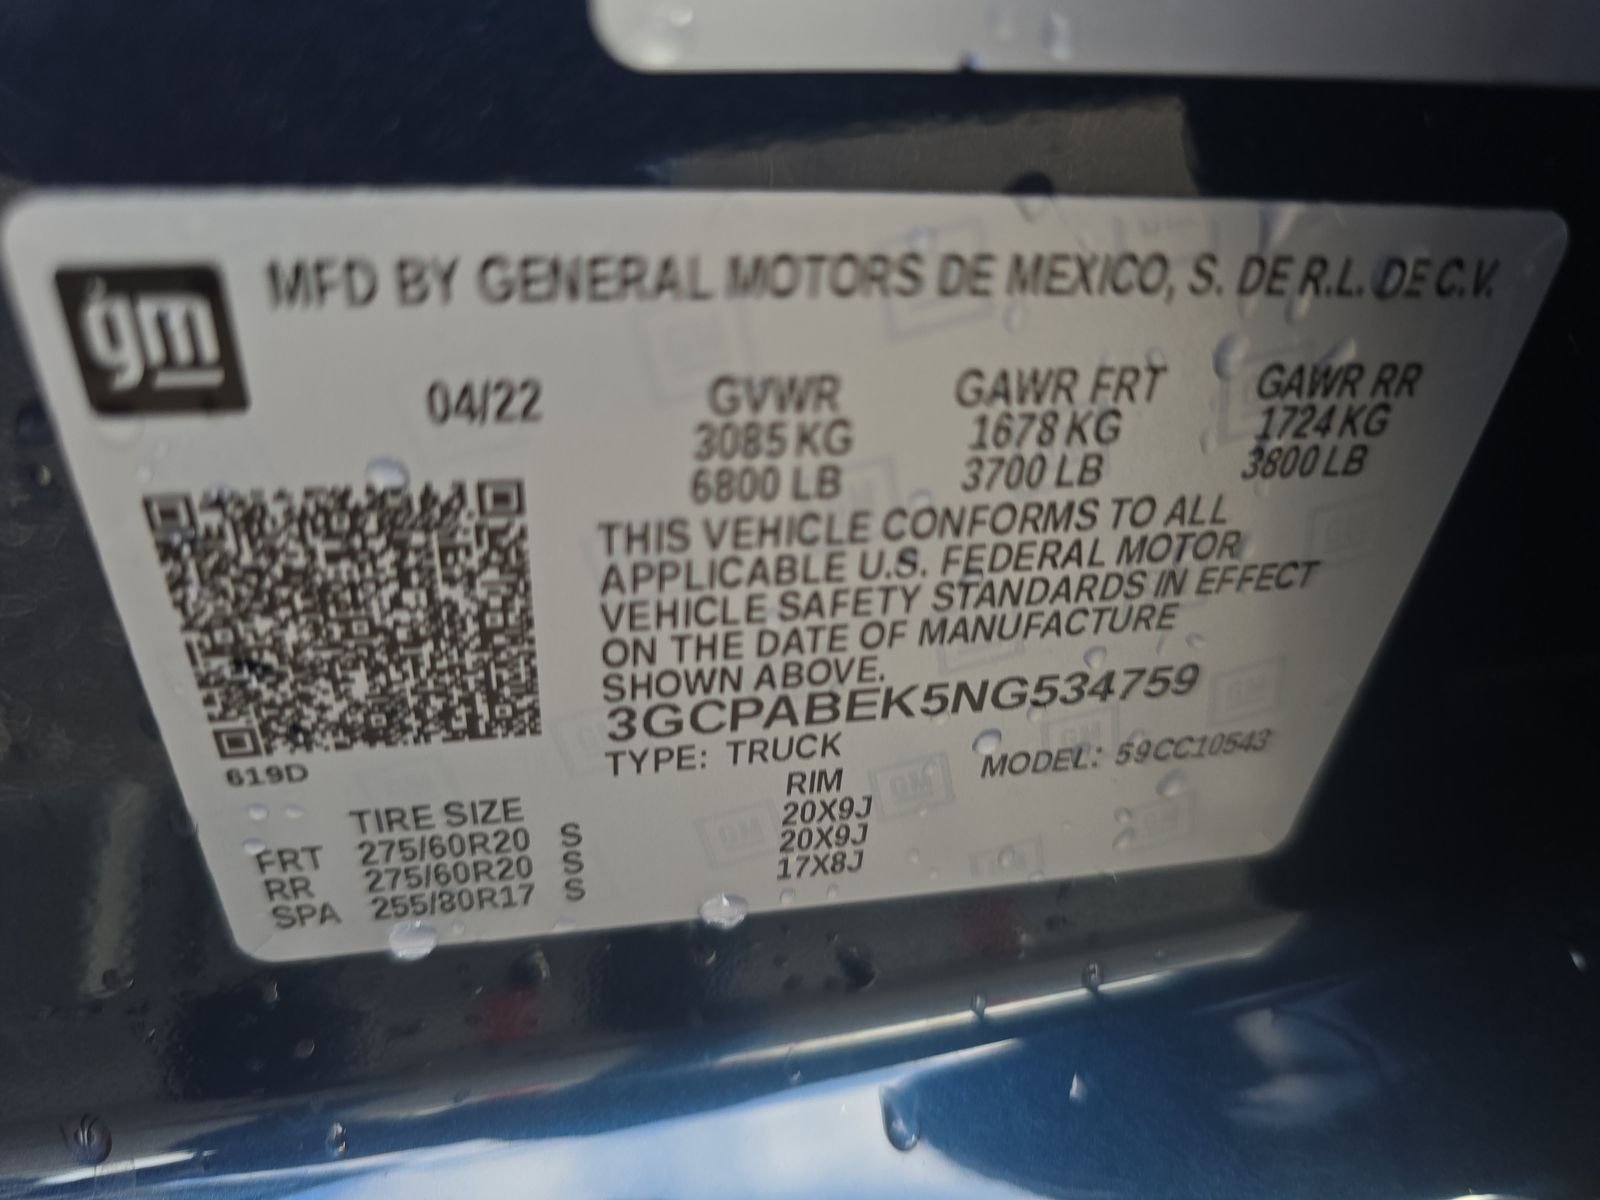 gm
MFD BY GENERAL MOTORS DE MEXICO, S. DE R.L. DE C.V.
04/22 GVWR GAWR FRT GAWR RR
3085 KG 1678 KG 1724 KG
6800 LB 3700 LB 3800 LB
THIS VEHICLE CONFORMS TO ALL
APPLICABLE U.S. FEDERAL MOTOR
VEHICLE SAFETY STANDARDS IN EFFECT
ON THE DATE OF MANUFACTURE
SHOWN ABOVE.
3GCPABEK5NG534759
TYPE: TRUCK MODEL: 59CC10543
619D
TIRE SIZE RIM
FRT 275/60R20 S 20X9J
RR 275/60R20 S 20X9J
SPA 255/80R17 S 17X8J